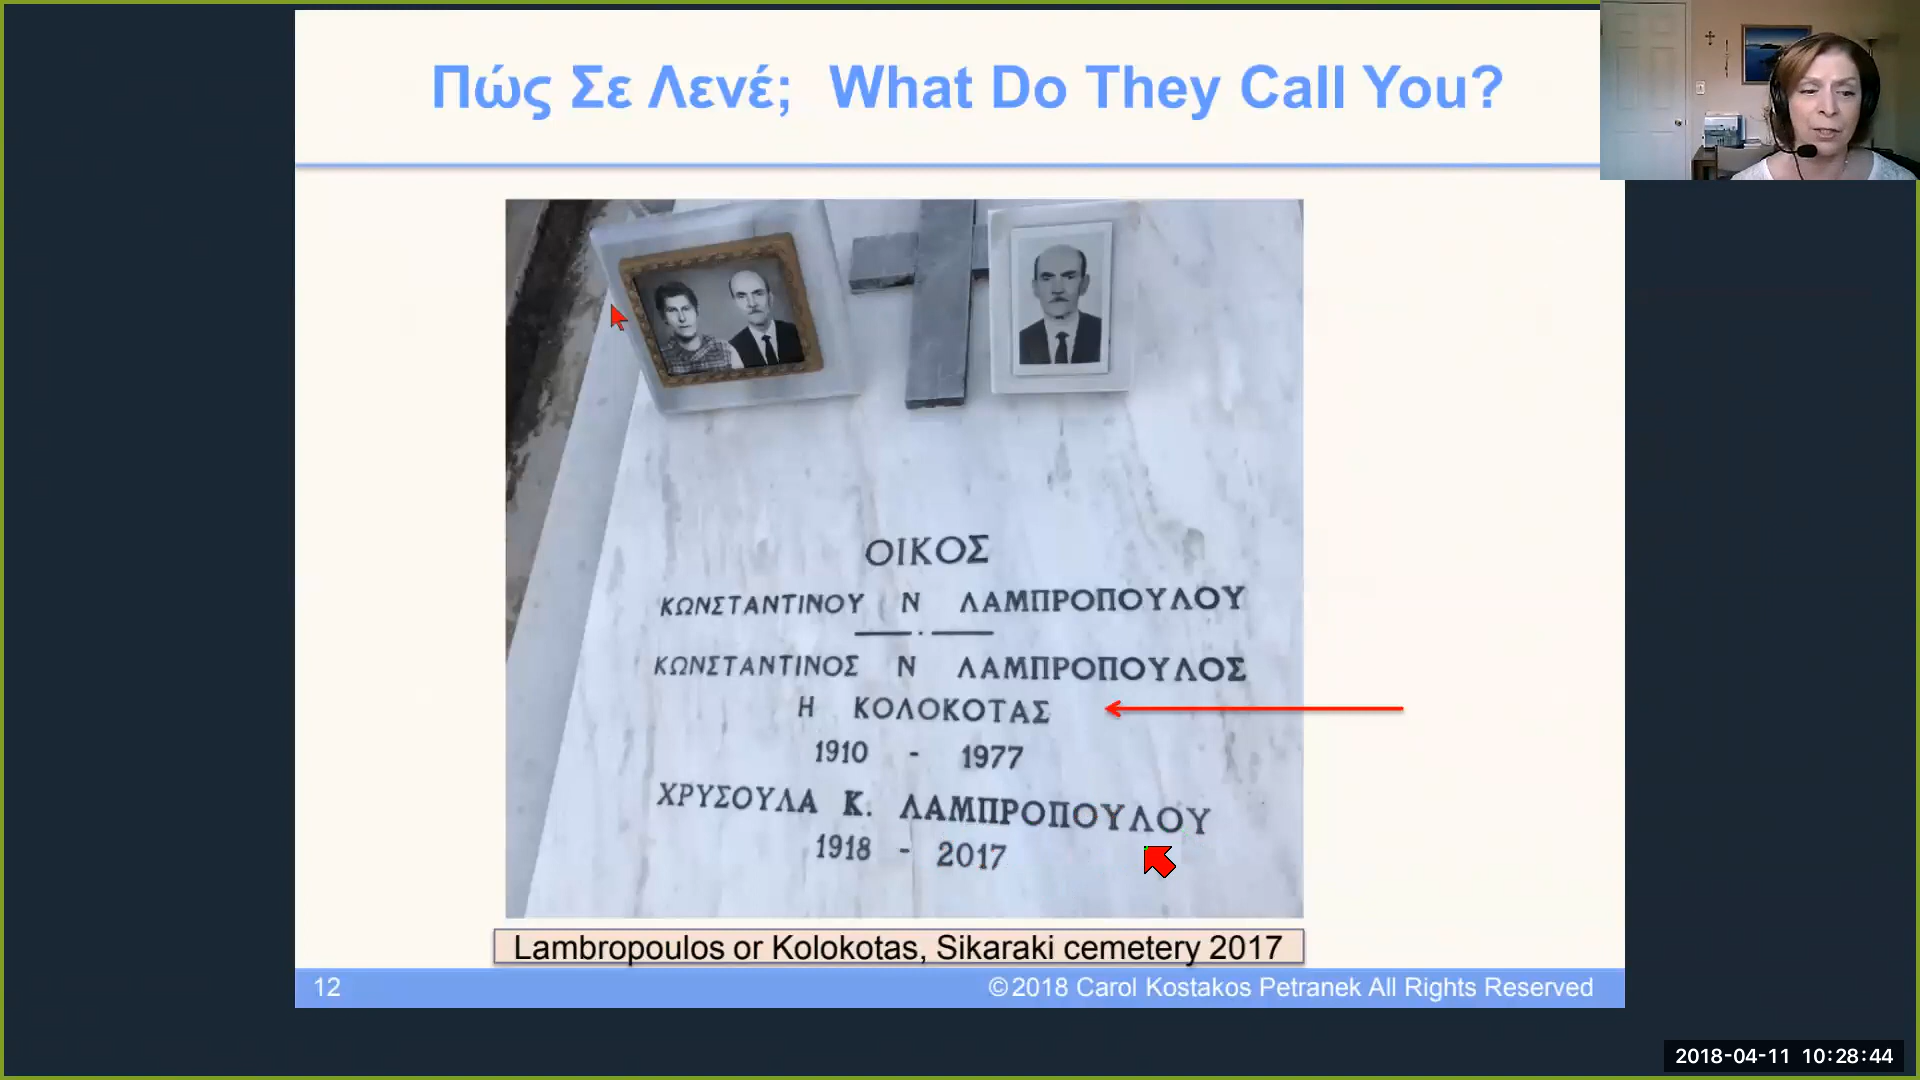 Πώς Σε Λενέ;  What Do They Call You?
ΟΙΚΟΣ
ΚΩΝΣΤΑΝΤΙΝΟΥ Ν ΛΑΜΠΡΟΠΟΥΛΟΥ
ΚΩΝΣΤΑΝΤΙΝΟΣ Ν ΛΑΜΠΡΟΠΟΥΛΟΣ
Η ΚΟΛΟΚΟΤΑΣ
1910 - 1977
ΧΡΥΣΟΥΛΑ Κ. ΛΑΜΠΡΟΠΟΥΛΟΥ
1918 - 2017
Lambropoulos or Kolokotas, Sikaraki cemetery 2017
12
©2018 Carol Kostakos Petranek All Rights Reserved
2018-04-11 10:28:44